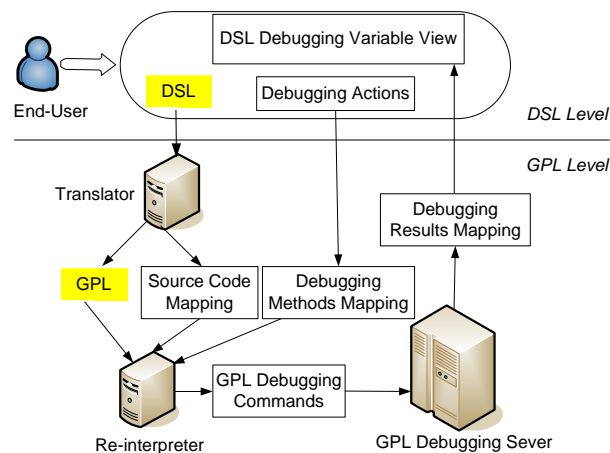 DSL Debugging Variable View
End-User
DSL
Debugging Actions
DSL Level
GPL Level
Translator
Debugging
Results Mapping
GPL
Source Code
Mapping
Debugging
Methods Mapping
GPL Debugging
Commands
Re-interpreter
GPL Debugging Sever